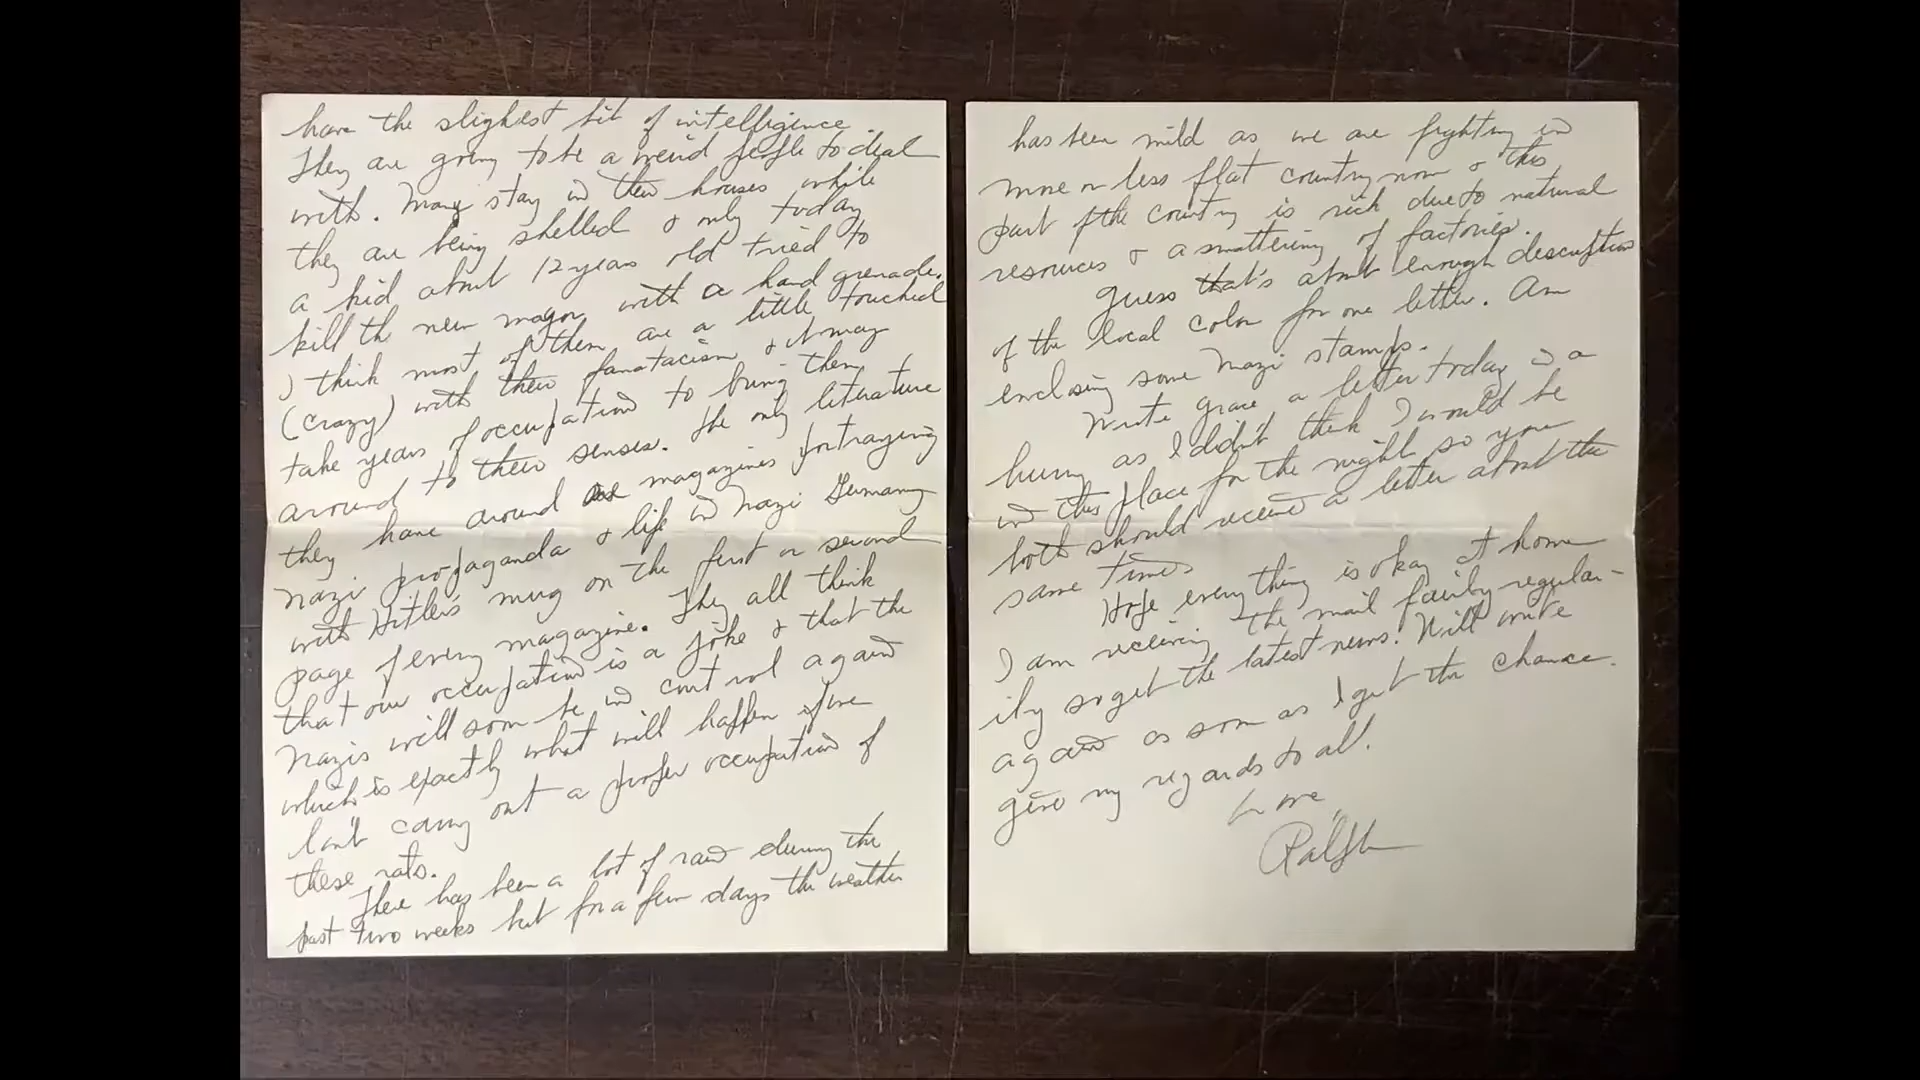 have the slighest bit of intelligence.
They are going to be a weird people to deal
with. Many stay in their houses while
they are being shelled & only today
a kid about 12 years old tried to
kill the new mayor with a hand grenade.
I think most of them are a little touched
(crazy) with their fanatacism & it may
take years of occupation to bring them
around to their senses. The only literature
they have around are magazines portraying
Nazi propaganda & life in Nazi Germany
with Hitler's mug on the first or second
page of every magazine. They all think
that our occupation is a joke & that the
Nazis will soon be in control again
which is exactly what will happen if we
don't carry out a proper occupation of
these rats.
There has been a lot of rain during the
past two weeks but for a few days the weather
has been mild as we are fighting in
more or less flat country now & this
part of the country is rich due to natural
resources & a smattering of factories.
Guess that's about enough description
of the local color for one letter. Am
enclosing some Nazi stamps.
Wrote Grace a letter today in a
hurry as I didn't think I would be
in this place for the night so you
both should receive a letter about the
same time.
Hope everything is okay at home
I am receiving the mail fairly regular-
ily so get the latest news. Will write
again as soon as I get the chance.
give my regards to all.
Love,
Ralph